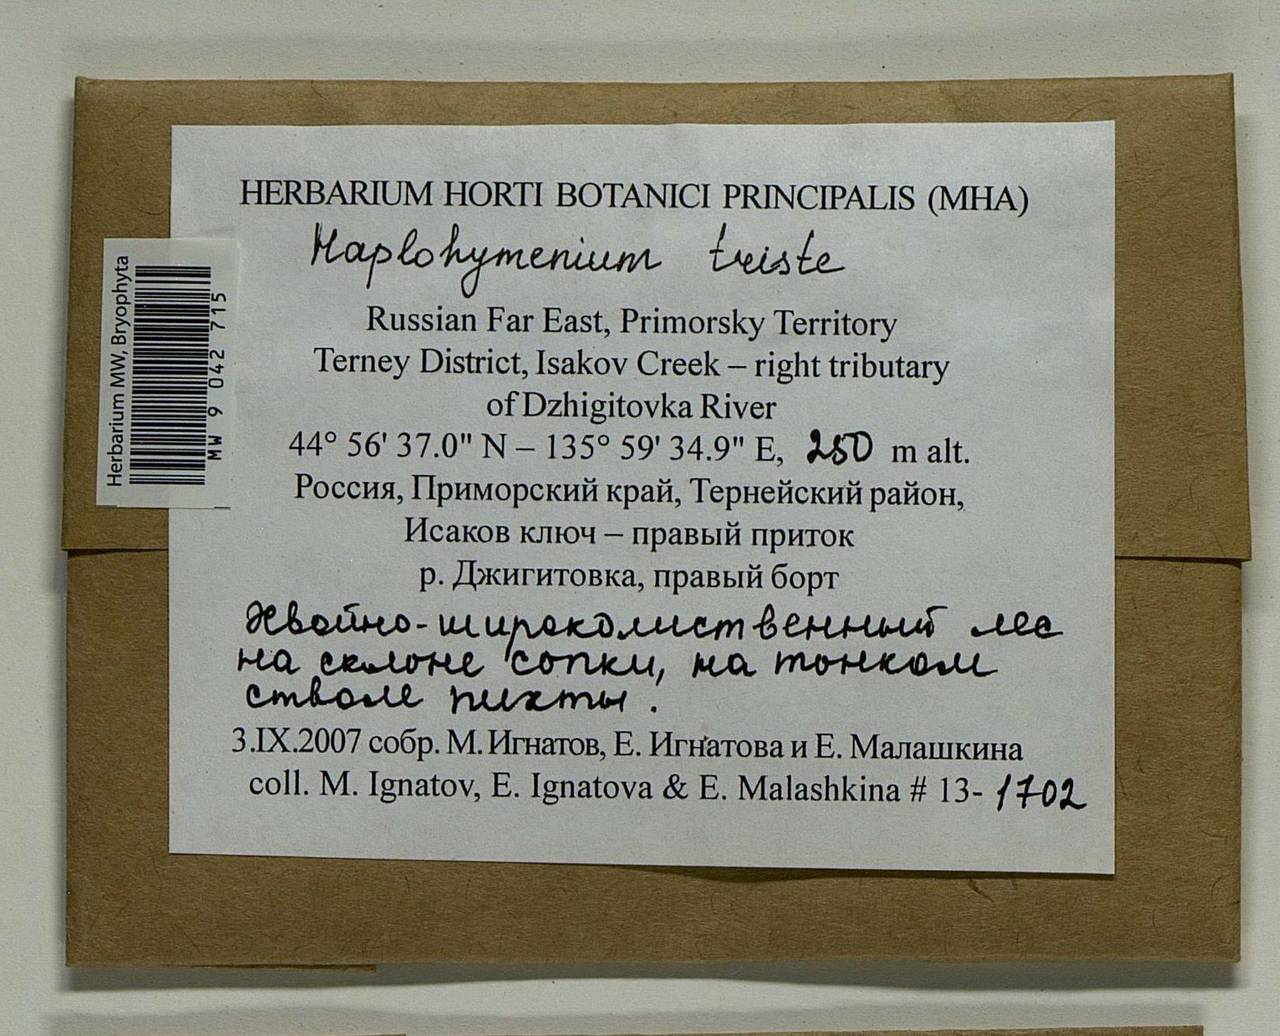 HERBARIUM HORTI BOTANICI PRINCIPALIS (MHA)
Haplohymenium triste
Russian Far East, Primorsky Territory
Terney District, Isakov Creek – right tributary
of Dzhigitovka River
44° 56' 37.0" N – 135° 59' 34.9" E, 250 m alt.
Россия, Приморский край, Тернейский район,
Исаков ключ – правый приток
р. Джигитовка, правый борт
Хвойно-широколиственный лес
на склоне сопки, на тонком
стволе пихты.
3.IX.2007 собр. М. Игнатов, Е. Игнатова и Е. Малашкина
coll. M. Ignatov, E. Ignatova & E. Malashkina # 13- 1702
Herbarium MW, Bryophyta
MW 9 042 715